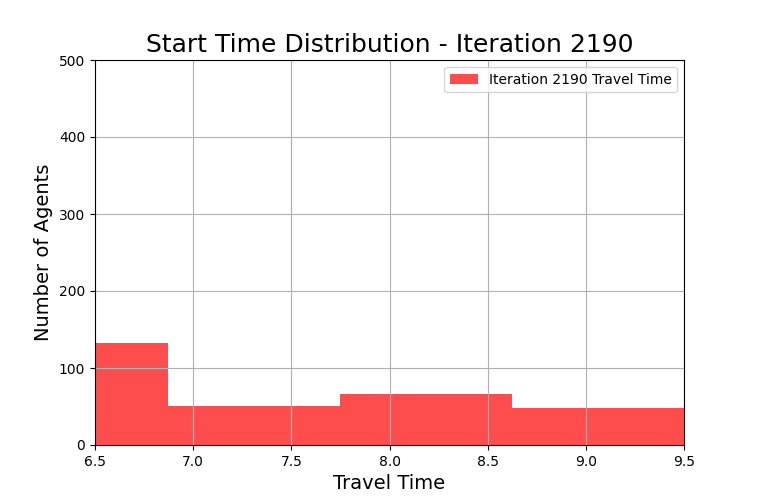 Start Time Distribution - Iteration 2190
500
Iteration 2190 Travel Time
400
300
200
100
0
Number of Agents
6.5 7.0 7.5 8.0 8.5 9.0 9.5
Travel Time